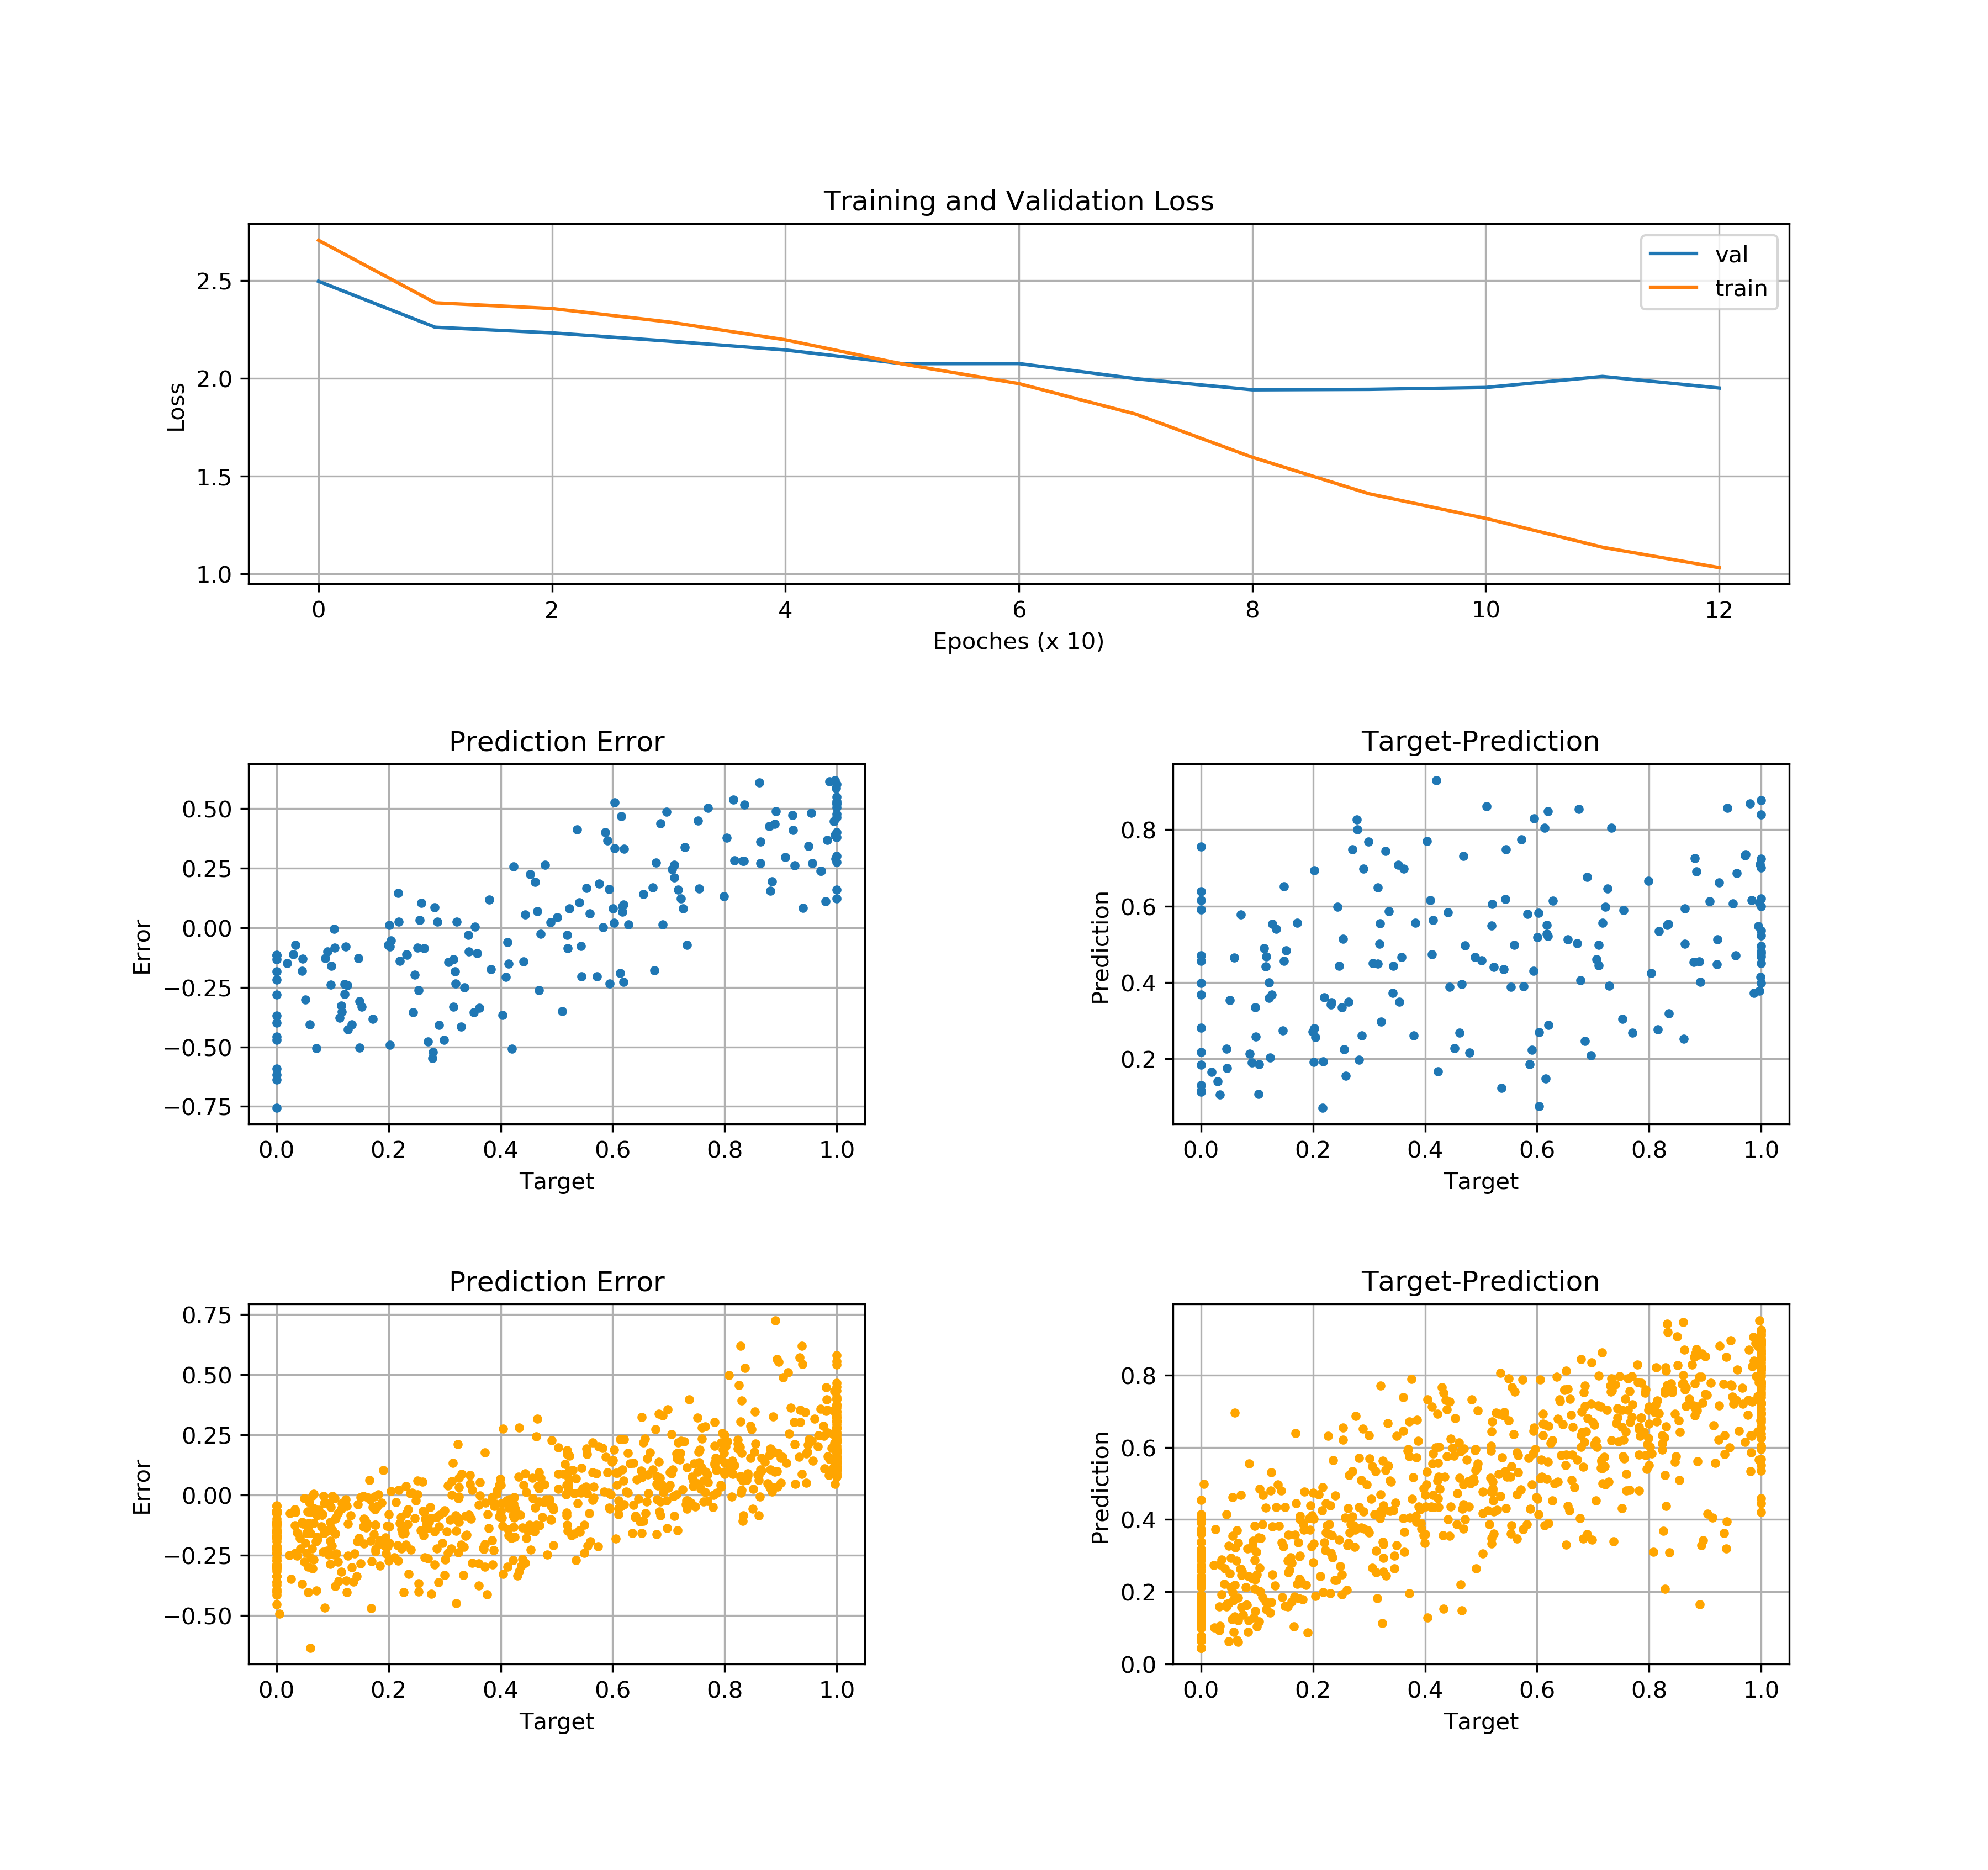 Training and Validation Loss
val
train
2.5
2.0
1.5
1.0
Loss
0 2 4 6 8 10 12
Epoches (x 10)
Prediction Error
0.50
0.25
0.00
−0.25
−0.50
−0.75
Error
0.0 0.2 0.4 0.6 0.8 1.0
Target
Target-Prediction
0.8
0.6
0.4
0.2
Prediction
0.0 0.2 0.4 0.6 0.8 1.0
Target
Prediction Error
0.75
0.50
0.25
0.00
−0.25
−0.50
Error
0.0 0.2 0.4 0.6 0.8 1.0
Target
Target-Prediction
0.8
0.6
0.4
0.2
0.0
Prediction
0.0 0.2 0.4 0.6 0.8 1.0
Target